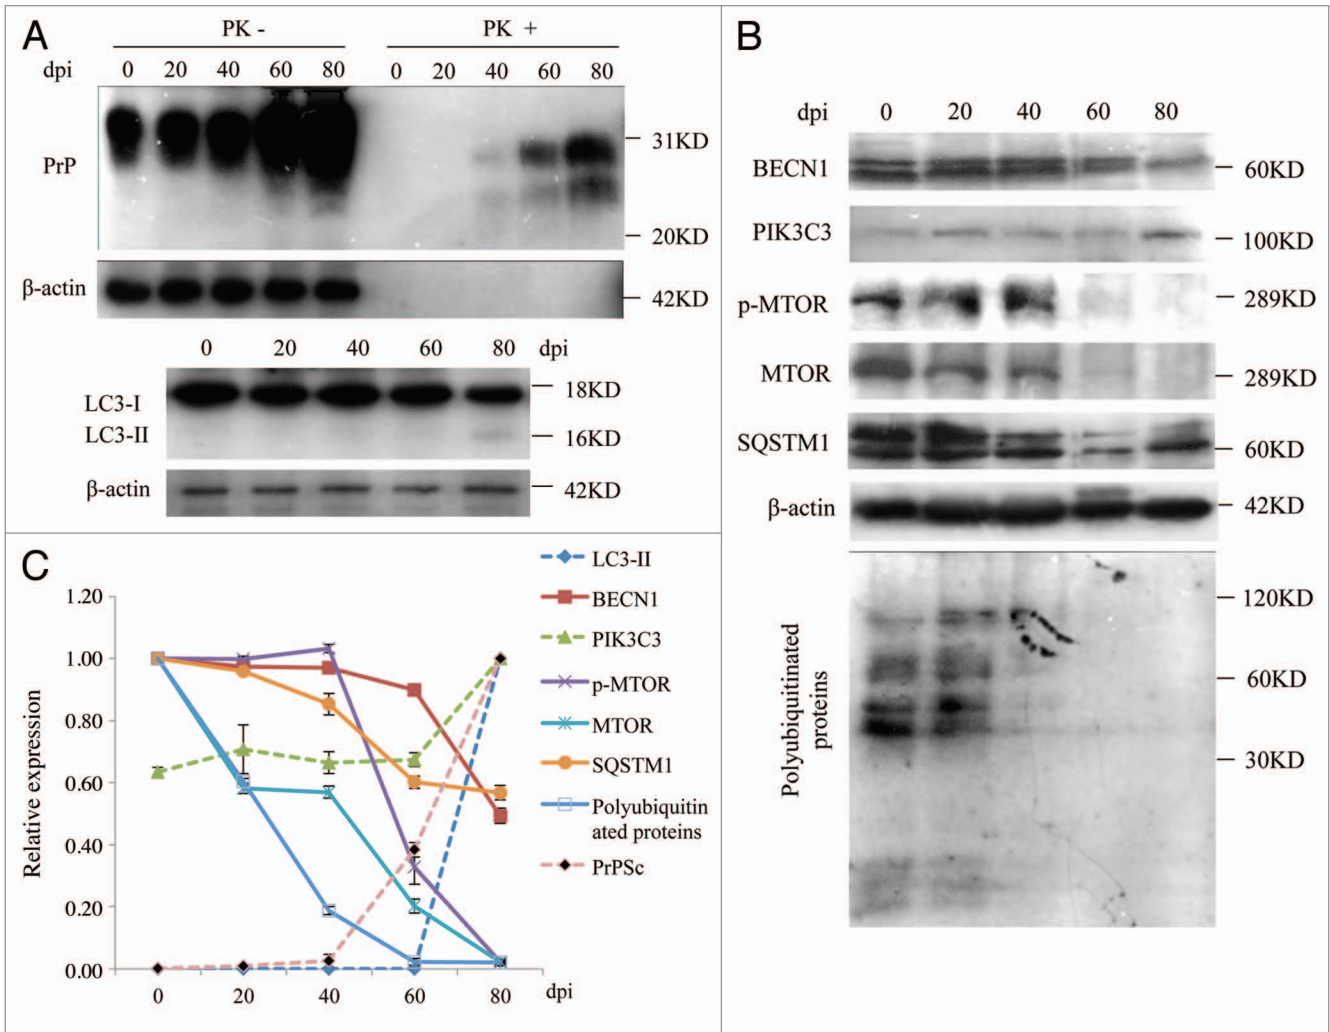 A
PK - PK +
dpi 0 20 40 60 80 0 20 40 60 80
PrP
31KD
20KD
β-actin
42KD
0 20 40 60 80 dpi
LC3-I
18KD
LC3-II
16KD
β-actin
42KD
B
dpi 0 20 40 60 80
BECN1
60KD
PIK3C3
100KD
p-MTOR
289KD
MTOR
289KD
SQSTM1
60KD
β-actin
42KD
Polyubiquitinated
proteins
120KD
60KD
30KD
C
Relative expression
1.20
1.00
0.80
0.60
0.40
0.20
0.00
0 20 40 60 80 dpi
LC3-II
BECN1
PIK3C3
p-MTOR
MTOR
SQSTM1
Polyubiquitin
ated proteins
PrPSc